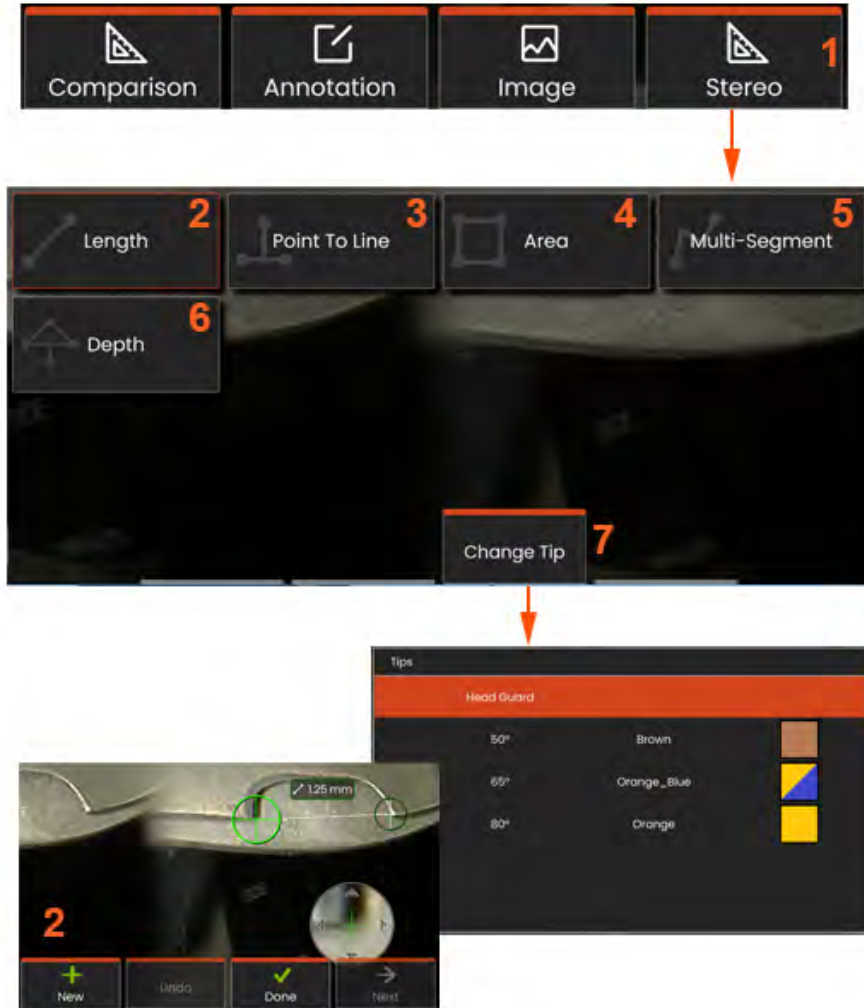 Comparison
Annotation
Image
Stereo
1
Length
2
Point To Line
3
Area
4
Multi-Segment
5
Depth
6
Change Tip
7
Tips
Head Guard
50° Brown
65° Orange_Blue
80° Orange
1.25 mm
2
New
Undo
Done
Next